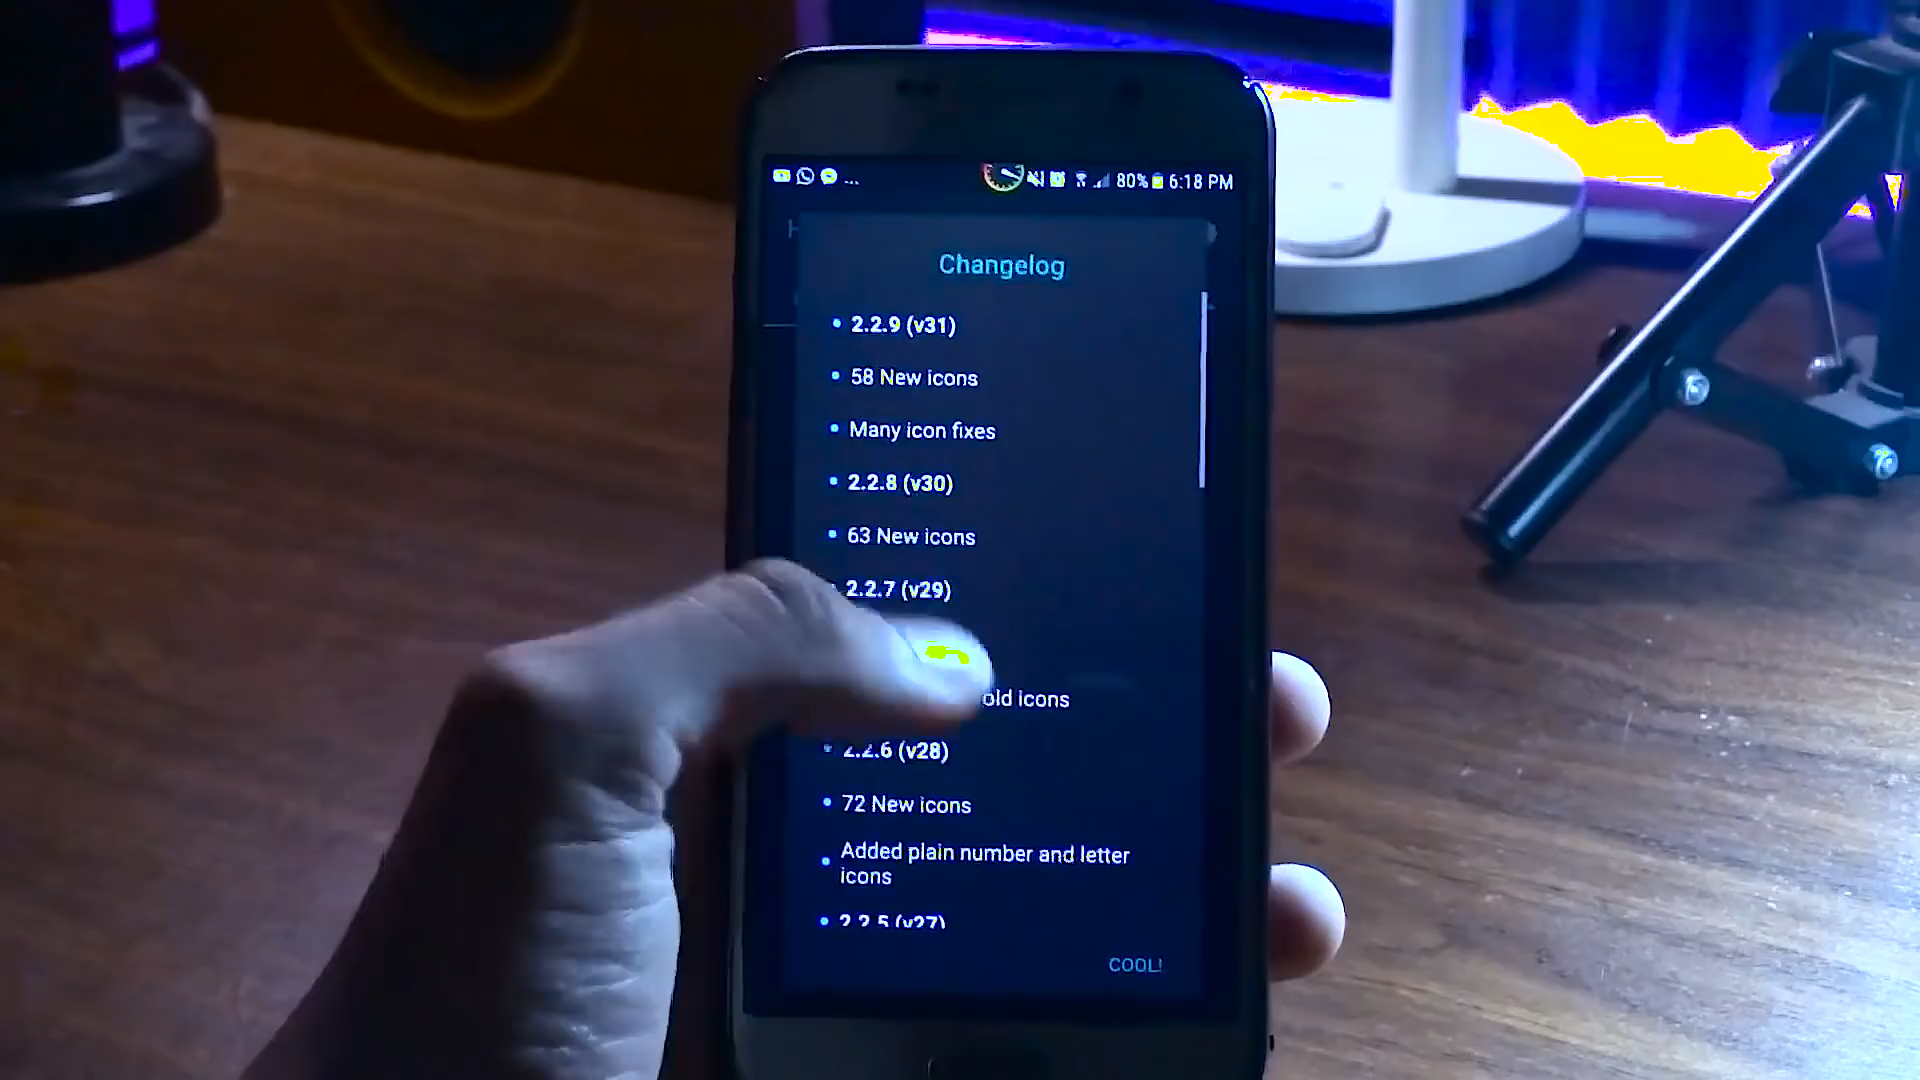 ... 80% 6:18 PM
Changelog
• 2.2.9 (v31)
• 58 New icons
• Many icon fixes
• 2.2.8 (v30)
• 63 New icons
2.2.7 (v29)
old icons
• 2.2.6 (v28)
• 72 New icons
• Added plain number and letter
icons
• 2.2.5 (v27)
COOL!